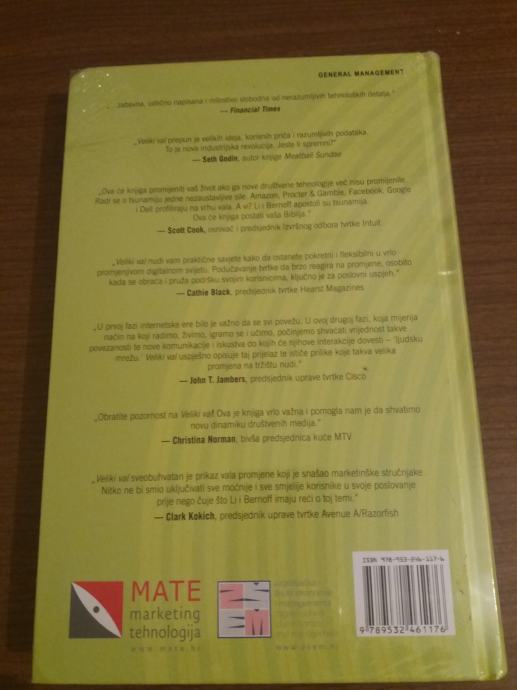 GENERAL MANAGEMENT
„...zabavna, odlično napisana i milostivo slobodna od nerazumljivih tehnoloških detalja."
— Financial Times
„Veliki val prepun je velikih ideja, korisnih priča i razumljivih podataka.
To je nova industrijska revolucija. Jeste li spremni?"
— Seth Godin, autor knjige Meatball Sundae
„Ova će knjiga promijeniti vaš život ako ga nove društvene tehnologije već nisu promijenile.
Radi se o tsunamiju jedne nezaustavljive sile. Amazon, Procter & Gamble, Facebook, Google
i Dell profitiraju na vrhu vala. A vi? Li i Bernoff apostoli su tsunamija.
Ova će knjiga postati vaša Biblija."
— Scott Cook, osnivač i predsjednik Izvršnog odbora tvrtke Intuit
„Veliki val nudi vam praktične savjete kako da ostanete pokretni i fleksibilni u vrlo
promjenjivom digitalnom svijetu. Podučavanje tvrtke da brzo reagira na promjene, osobito
kada se obraća i pruža podršku svojim korisnicima, ključno je za poslovni uspjeh."
— Cathie Black, predsjednik tvrtke Hearst Magazines
„U prvoj fazi internetske ere bilo je važno da se svi povežu. U ovoj drugoj fazi, koja mijenja
način na koji radimo, živimo, igramo se i učimo, počinjemo shvaćati vrijednost takve
povezanosti te nove komunikacije i iskustva do kojih će njihove interakcije dovesti – 'ljudsku
mrežu.' Veliki val uspješno opisuje taj prijelaz te ističe prilike koje takva velika
promjena na tržištu nudi."
— John T. Jambers, predsjednik uprave tvrtke Cisco
„Obratite pozornost na Veliki val! Ova je knjiga vrlo važna i pomogla nam je da shvatimo
novu dinamiku društvenih medija."
— Christina Norman, bivša predsjednica kuće MTV
„Veliki val sveobuhvatan je prikaz vala promjene koji je snašao marketinške stručnjake.
Nitko ne bi smio uključivati sve moćnije i sve smjelije korisnike u svoje poslovanje
prije nego čuje što Li i Bernoff imaju reći o toj temi."
— Clark Kokich, predsjednik uprave tvrtke Avenue A/Razorfish
MATE
marketing
tehnologija
www.mate.hr
ISBN 978-953-246-117-6
9 789532 461176